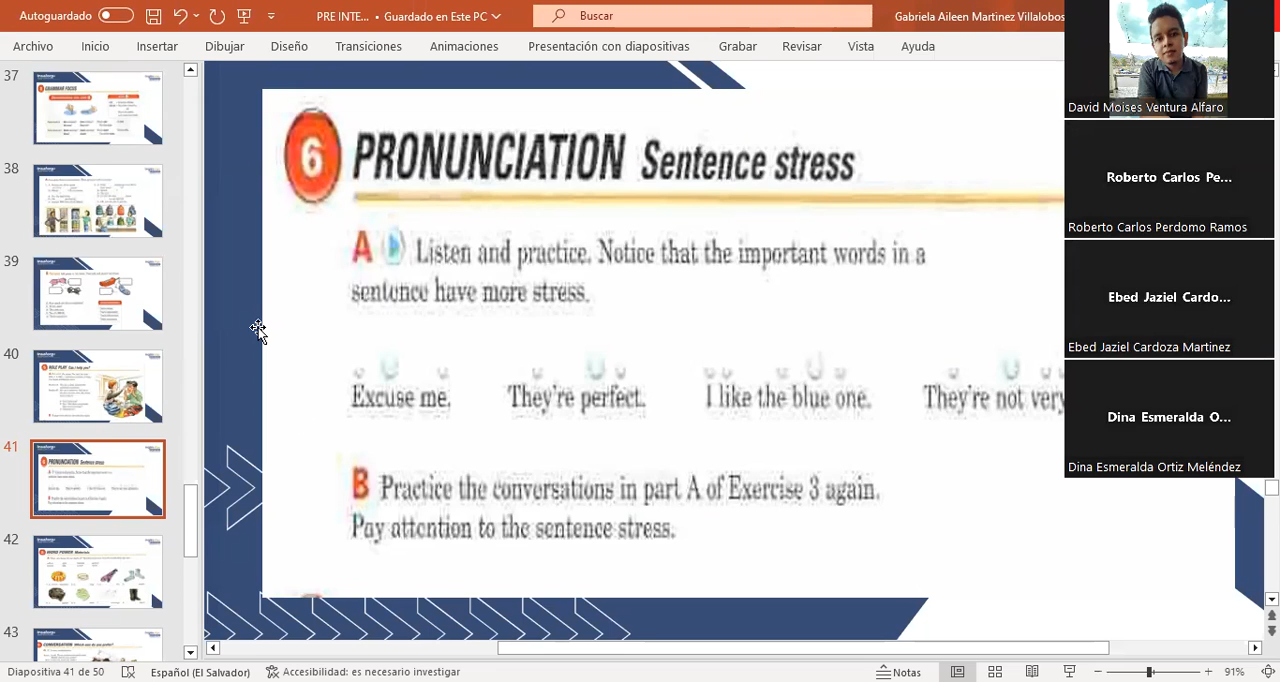 Autoguardado
PRE INTE... • Guardado en Este PC
Buscar
Gabriela Aileen Martinez Villalobos
Archivo Inicio Insertar Dibujar Diseño Transiciones Animaciones Presentación con diapositivas Grabar Revisar Vista Ayuda
37
38
39
40
41
42
43
6 PRONUNCIATION Sentence stress
A Listen and practice. Notice that the important words in a
sentence have more stress.
Excuse me. They're perfect. I like the blue one. They're not very
B Practice the conversations in part A of Exercise 3 again.
Pay attention to the sentence stress.
David Moises Ventura Alfaro
Roberto Carlos Pe...
Roberto Carlos Perdomo Ramos
Ebed Jaziel Cardo...
Ebed Jaziel Cardoza Martinez
Dina Esmeralda O...
Dina Esmeralda Ortiz Meléndez
Diapositiva 41 de 50 Español (El Salvador) Accesibilidad: es necesario investigar Notas 91%